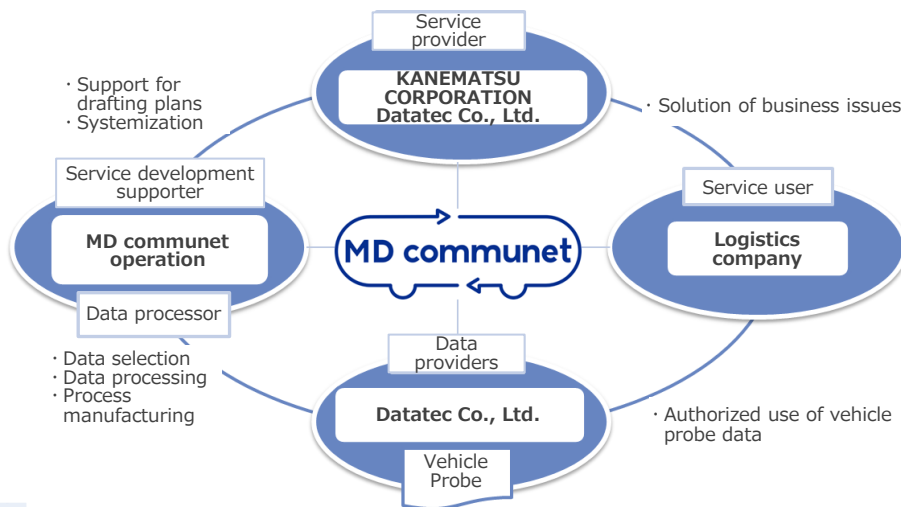 Service
provider
KANEMATSU
CORPORATION
Datatec Co., Ltd.
・Support for
drafting plans
・Systemization
・Solution of business issues
Service development
supporter
MD communet
operation
Data processor
MD communet
Service user
Logistics
company
・Data selection
・Data processing
・Process
manufacturing
Data
providers
Datatec Co., Ltd.
Vehicle
Probe
・Authorized use of vehicle
probe data